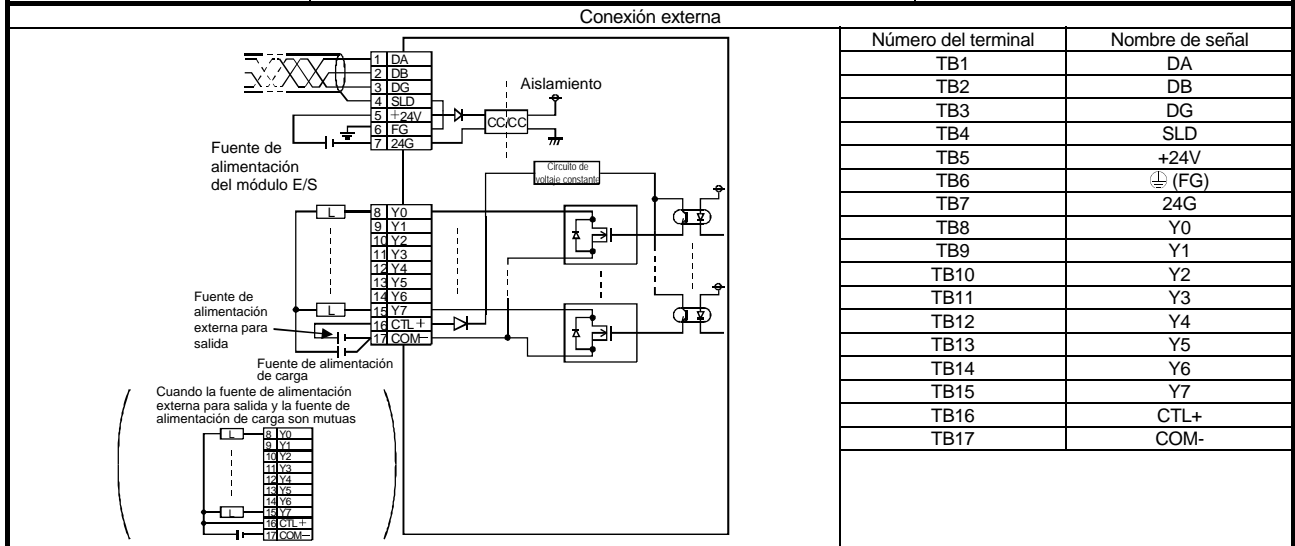 Conexión externa
1 DA
2 DB
3 DG
4 SLD
5 +24V
6 FG
7 24G
Aislamiento
CC/CC
Fuente de
alimentación
del módulo E/S
Circuito de
voltaje constante
L
8 Y0
9 Y1
10 Y2
11 Y3
12 Y4
13 Y5
14 Y6
L
15 Y7
16 CTL+
17 COM−
Fuente de
alimentación
externa para
salida
Fuente de alimentación
de carga
Cuando la fuente de alimentación
externa para salida y la fuente de
alimentación de carga son mutuas
L
8 Y0
9 Y1
10 Y2
11 Y3
12 Y4
13 Y5
14 Y6
L
15 Y7
16 CTL+
17 COM−
Número del terminal Nombre de señal
TB1 DA
TB2 DB
TB3 DG
TB4 SLD
TB5 +24V
TB6 (FG)
TB7 24G
TB8 Y0
TB9 Y1
TB10 Y2
TB11 Y3
TB12 Y4
TB13 Y5
TB14 Y6
TB15 Y7
TB16 CTL+
TB17 COM-